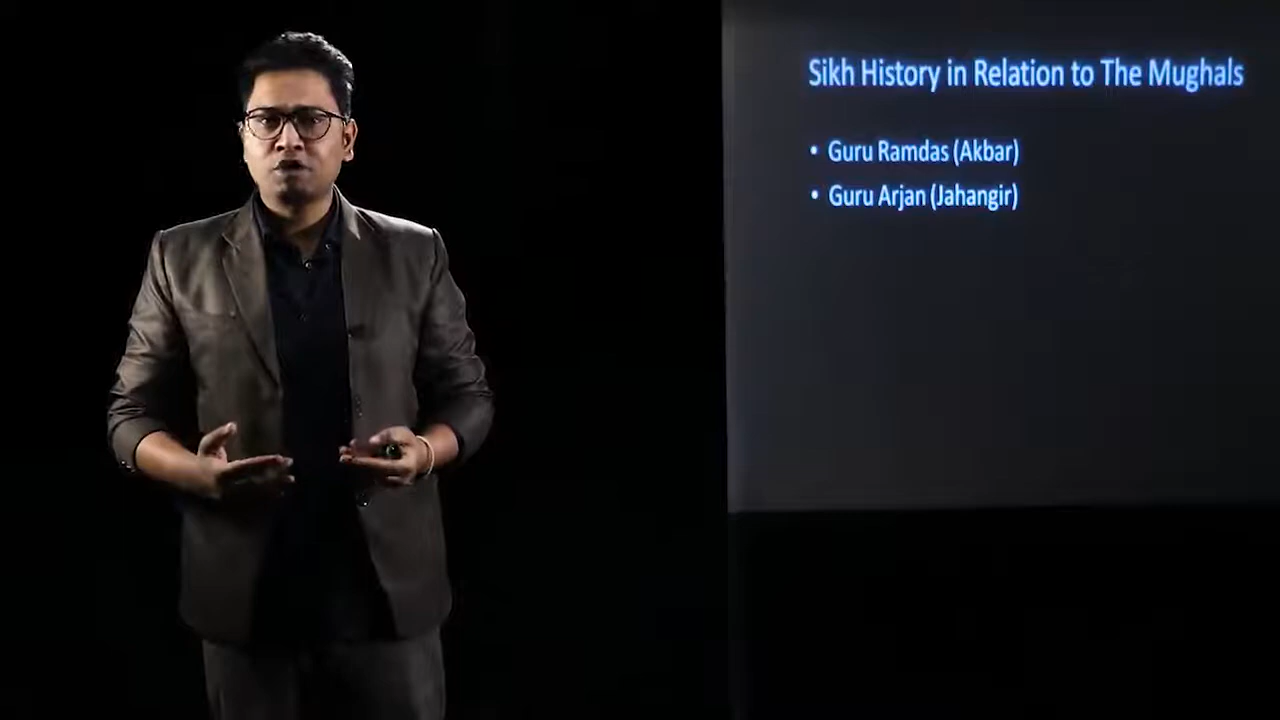 Sikh History in Relation to The Mughals
• Guru Ramdas (Akbar)
• Guru Arjan (Jahangir)